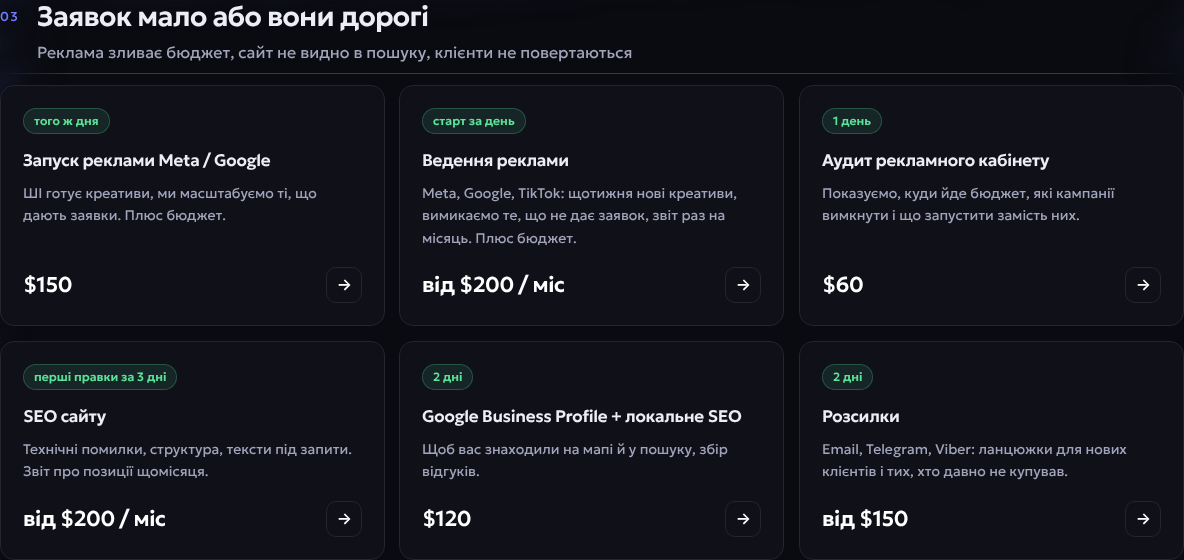 03
Заявок мало або вони дорогі
Реклама зливає бюджет, сайт не видно в пошуку, клієнти не повертаються
того ж дня
Запуск реклами Meta / Google
ШІ готує креативи, ми масштабуємо ті, що
дають заявки. Плюс бюджет.
$150
→
старт за день
Ведення реклами
Meta, Google, TikTok: щотижня нові креативи,
вимикаємо те, що не дає заявок, звіт раз на
місяць. Плюс бюджет.
від $200 / міс
→
1 день
Аудит рекламного кабінету
Показуємо, куди йде бюджет, які кампанії
вимкнути і що запустити замість них.
$60
→
перші правки за 3 дні
SEO сайту
Технічні помилки, структура, тексти під запити.
Звіт про позиції щомісяця.
від $200 / міс
→
2 дні
Google Business Profile + локальне SEO
Щоб вас знаходили на мапі й у пошуку, збір
відгуків.
$120
→
2 дні
Розсилки
Email, Telegram, Viber: ланцюжки для нових
клієнтів і тих, хто давно не купував.
від $150
→